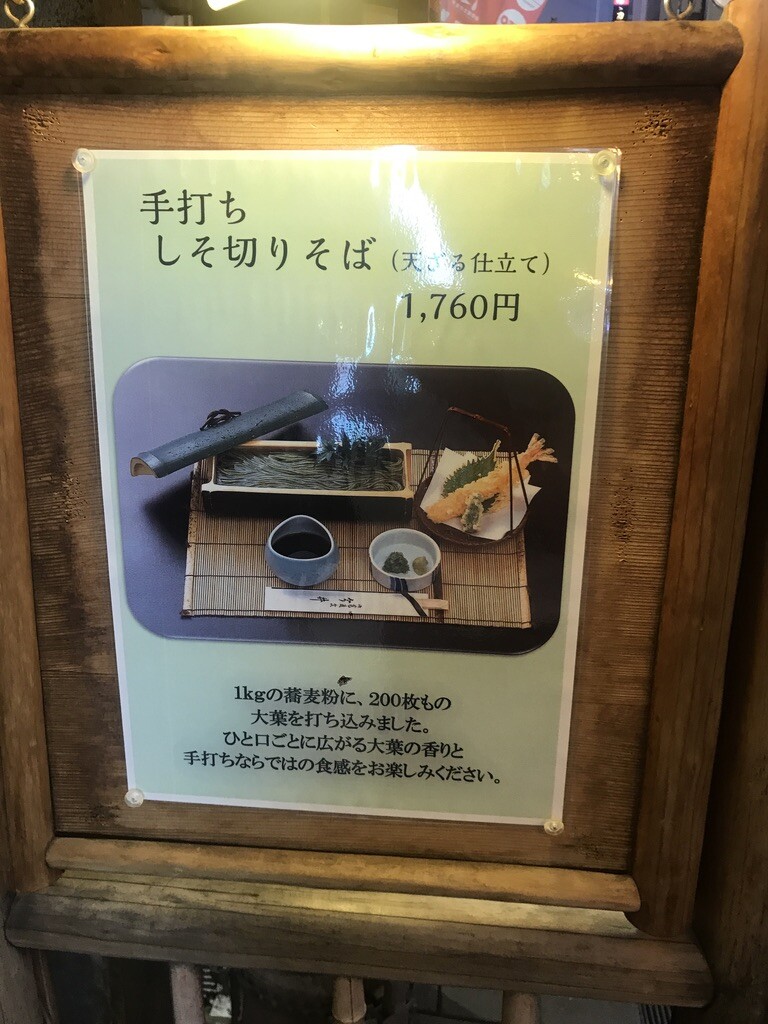 手打ち
しそ切りそば（天ざる仕立て）
1,760円
1kgの蕎麦粉に、200枚もの
大葉を打ち込みました。
ひと口ごとに広がる大葉の香りと
手打ちならではの食感をお楽しみください。